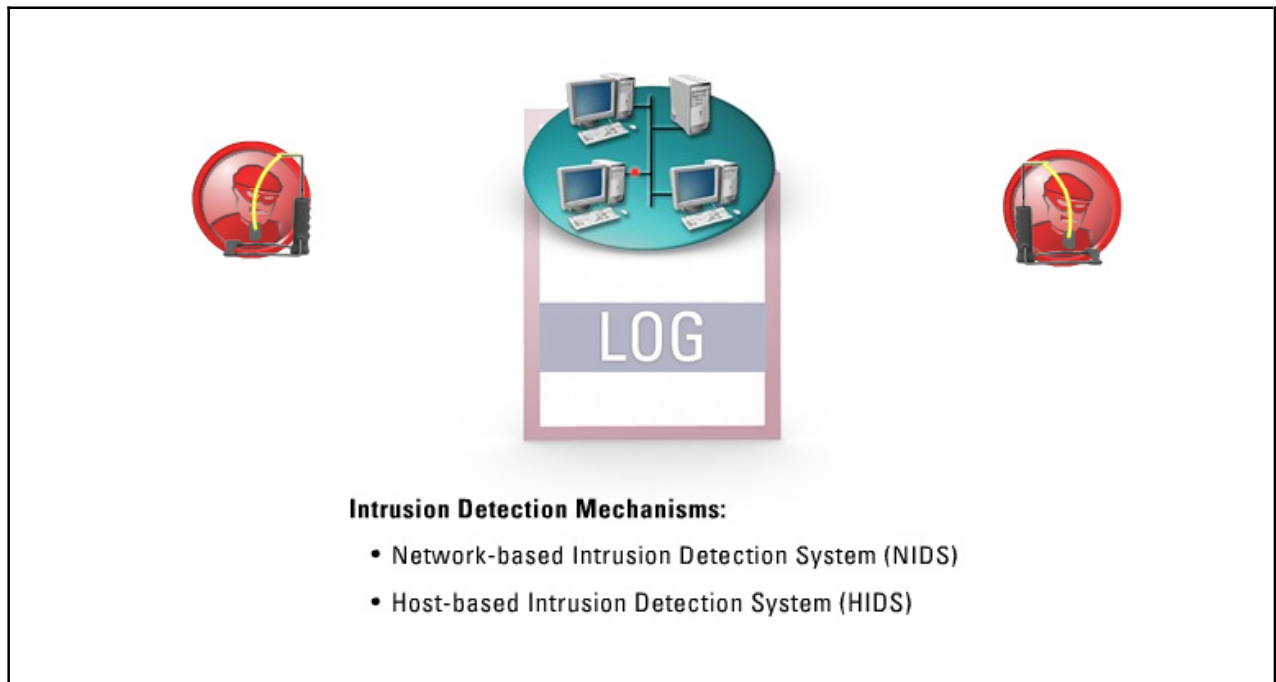 LOG
Intrusion Detection Mechanisms:
• Network-based Intrusion Detection System (NIDS)
• Host-based Intrusion Detection System (HIDS)